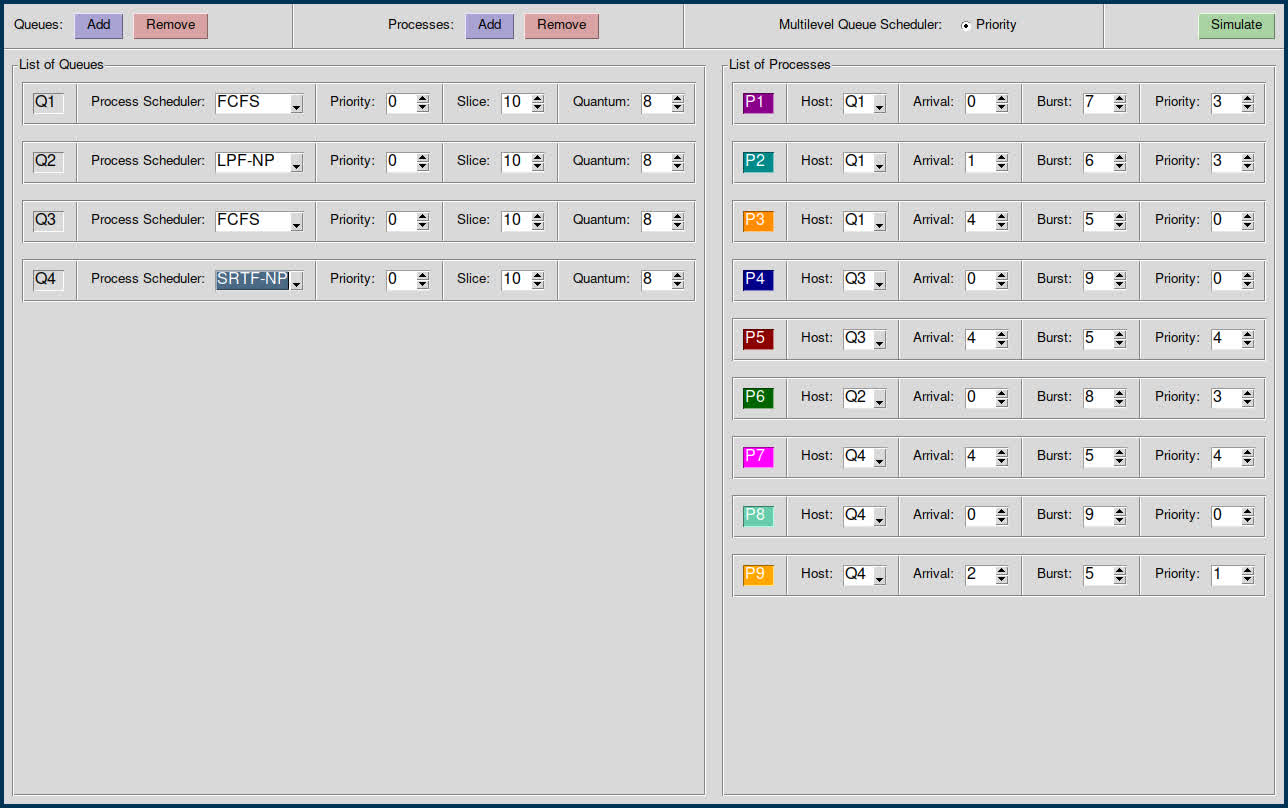 Queues: Add Remove Processes: Add Remove Multilevel Queue Scheduler: Priority Simulate
List of Queues
Q1 Process Scheduler: FCFS Priority: 0 Slice: 10 Quantum: 8
Q2 Process Scheduler: LPF-NP Priority: 0 Slice: 10 Quantum: 8
Q3 Process Scheduler: FCFS Priority: 0 Slice: 10 Quantum: 8
Q4 Process Scheduler: SRTF-NP Priority: 0 Slice: 10 Quantum: 8
List of Processes
P1 Host: Q1 Arrival: 0 Burst: 7 Priority: 3
P2 Host: Q1 Arrival: 1 Burst: 6 Priority: 3
P3 Host: Q1 Arrival: 4 Burst: 5 Priority: 0
P4 Host: Q3 Arrival: 0 Burst: 9 Priority: 0
P5 Host: Q3 Arrival: 4 Burst: 5 Priority: 4
P6 Host: Q2 Arrival: 0 Burst: 8 Priority: 3
P7 Host: Q4 Arrival: 4 Burst: 5 Priority: 4
P8 Host: Q4 Arrival: 0 Burst: 9 Priority: 0
P9 Host: Q4 Arrival: 2 Burst: 5 Priority: 1